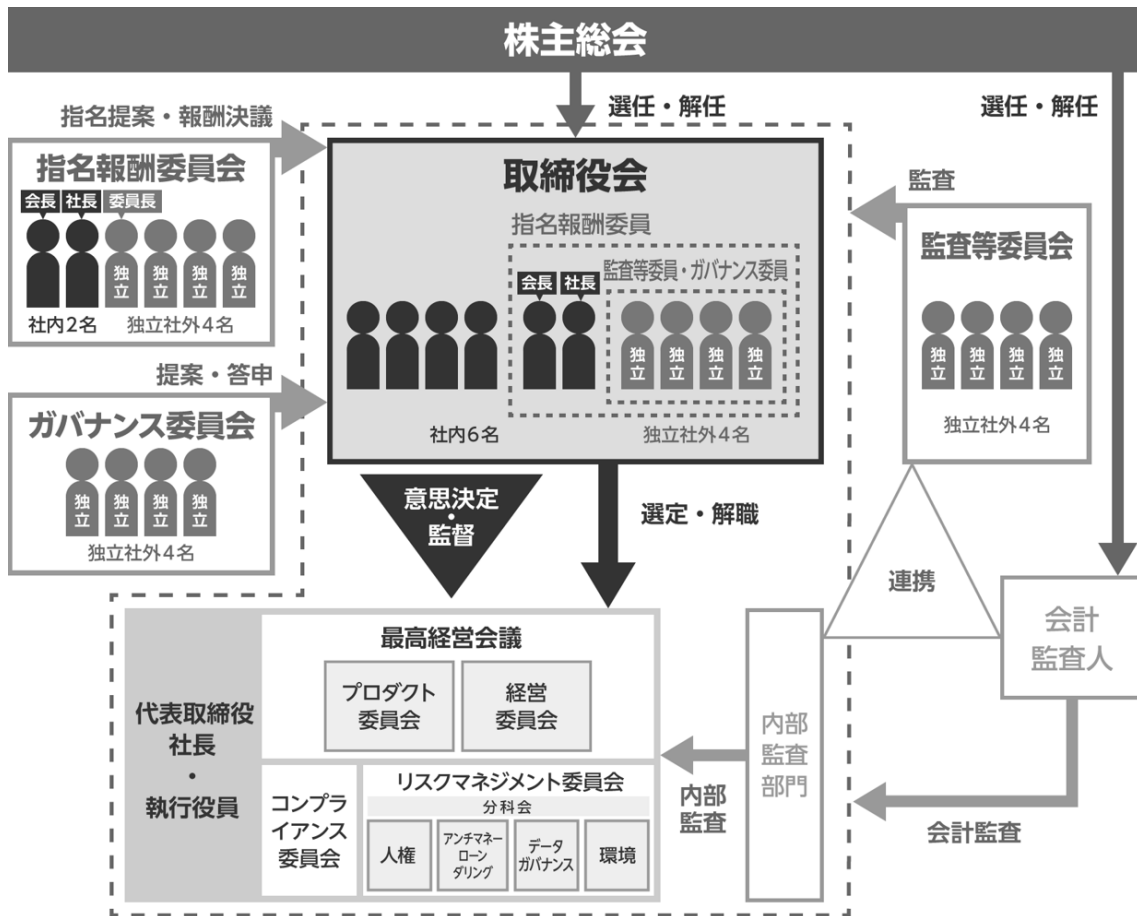 株主総会
選任・解任
選任・解任
指名提案・報酬決議
指名報酬委員会
会長
社長
委員長
独立
独立
独立
独立
社内2名
独立社外4名
提案・答申
ガバナンス委員会
独立
独立
独立
独立
独立社外4名
取締役会
指名報酬委員
監査等委員・ガバナンス委員
会長
社長
独立
独立
独立
独立
社内6名
独立社外4名
監査
監査等委員会
独立
独立
独立
独立
独立社外4名
意思決定
・
監督
選定・解職
連携
会計
監査人
代表取締役
社長
・
執行役員
最高経営会議
プロダクト
委員会
経営
委員会
コンプラ
イアンス
委員会
リスクマネジメント委員会
分科会
人権
アンチマネー
ローン
ダリング
データ
ガバナンス
環境
内部
監査
内部
監査
部門
会計監査